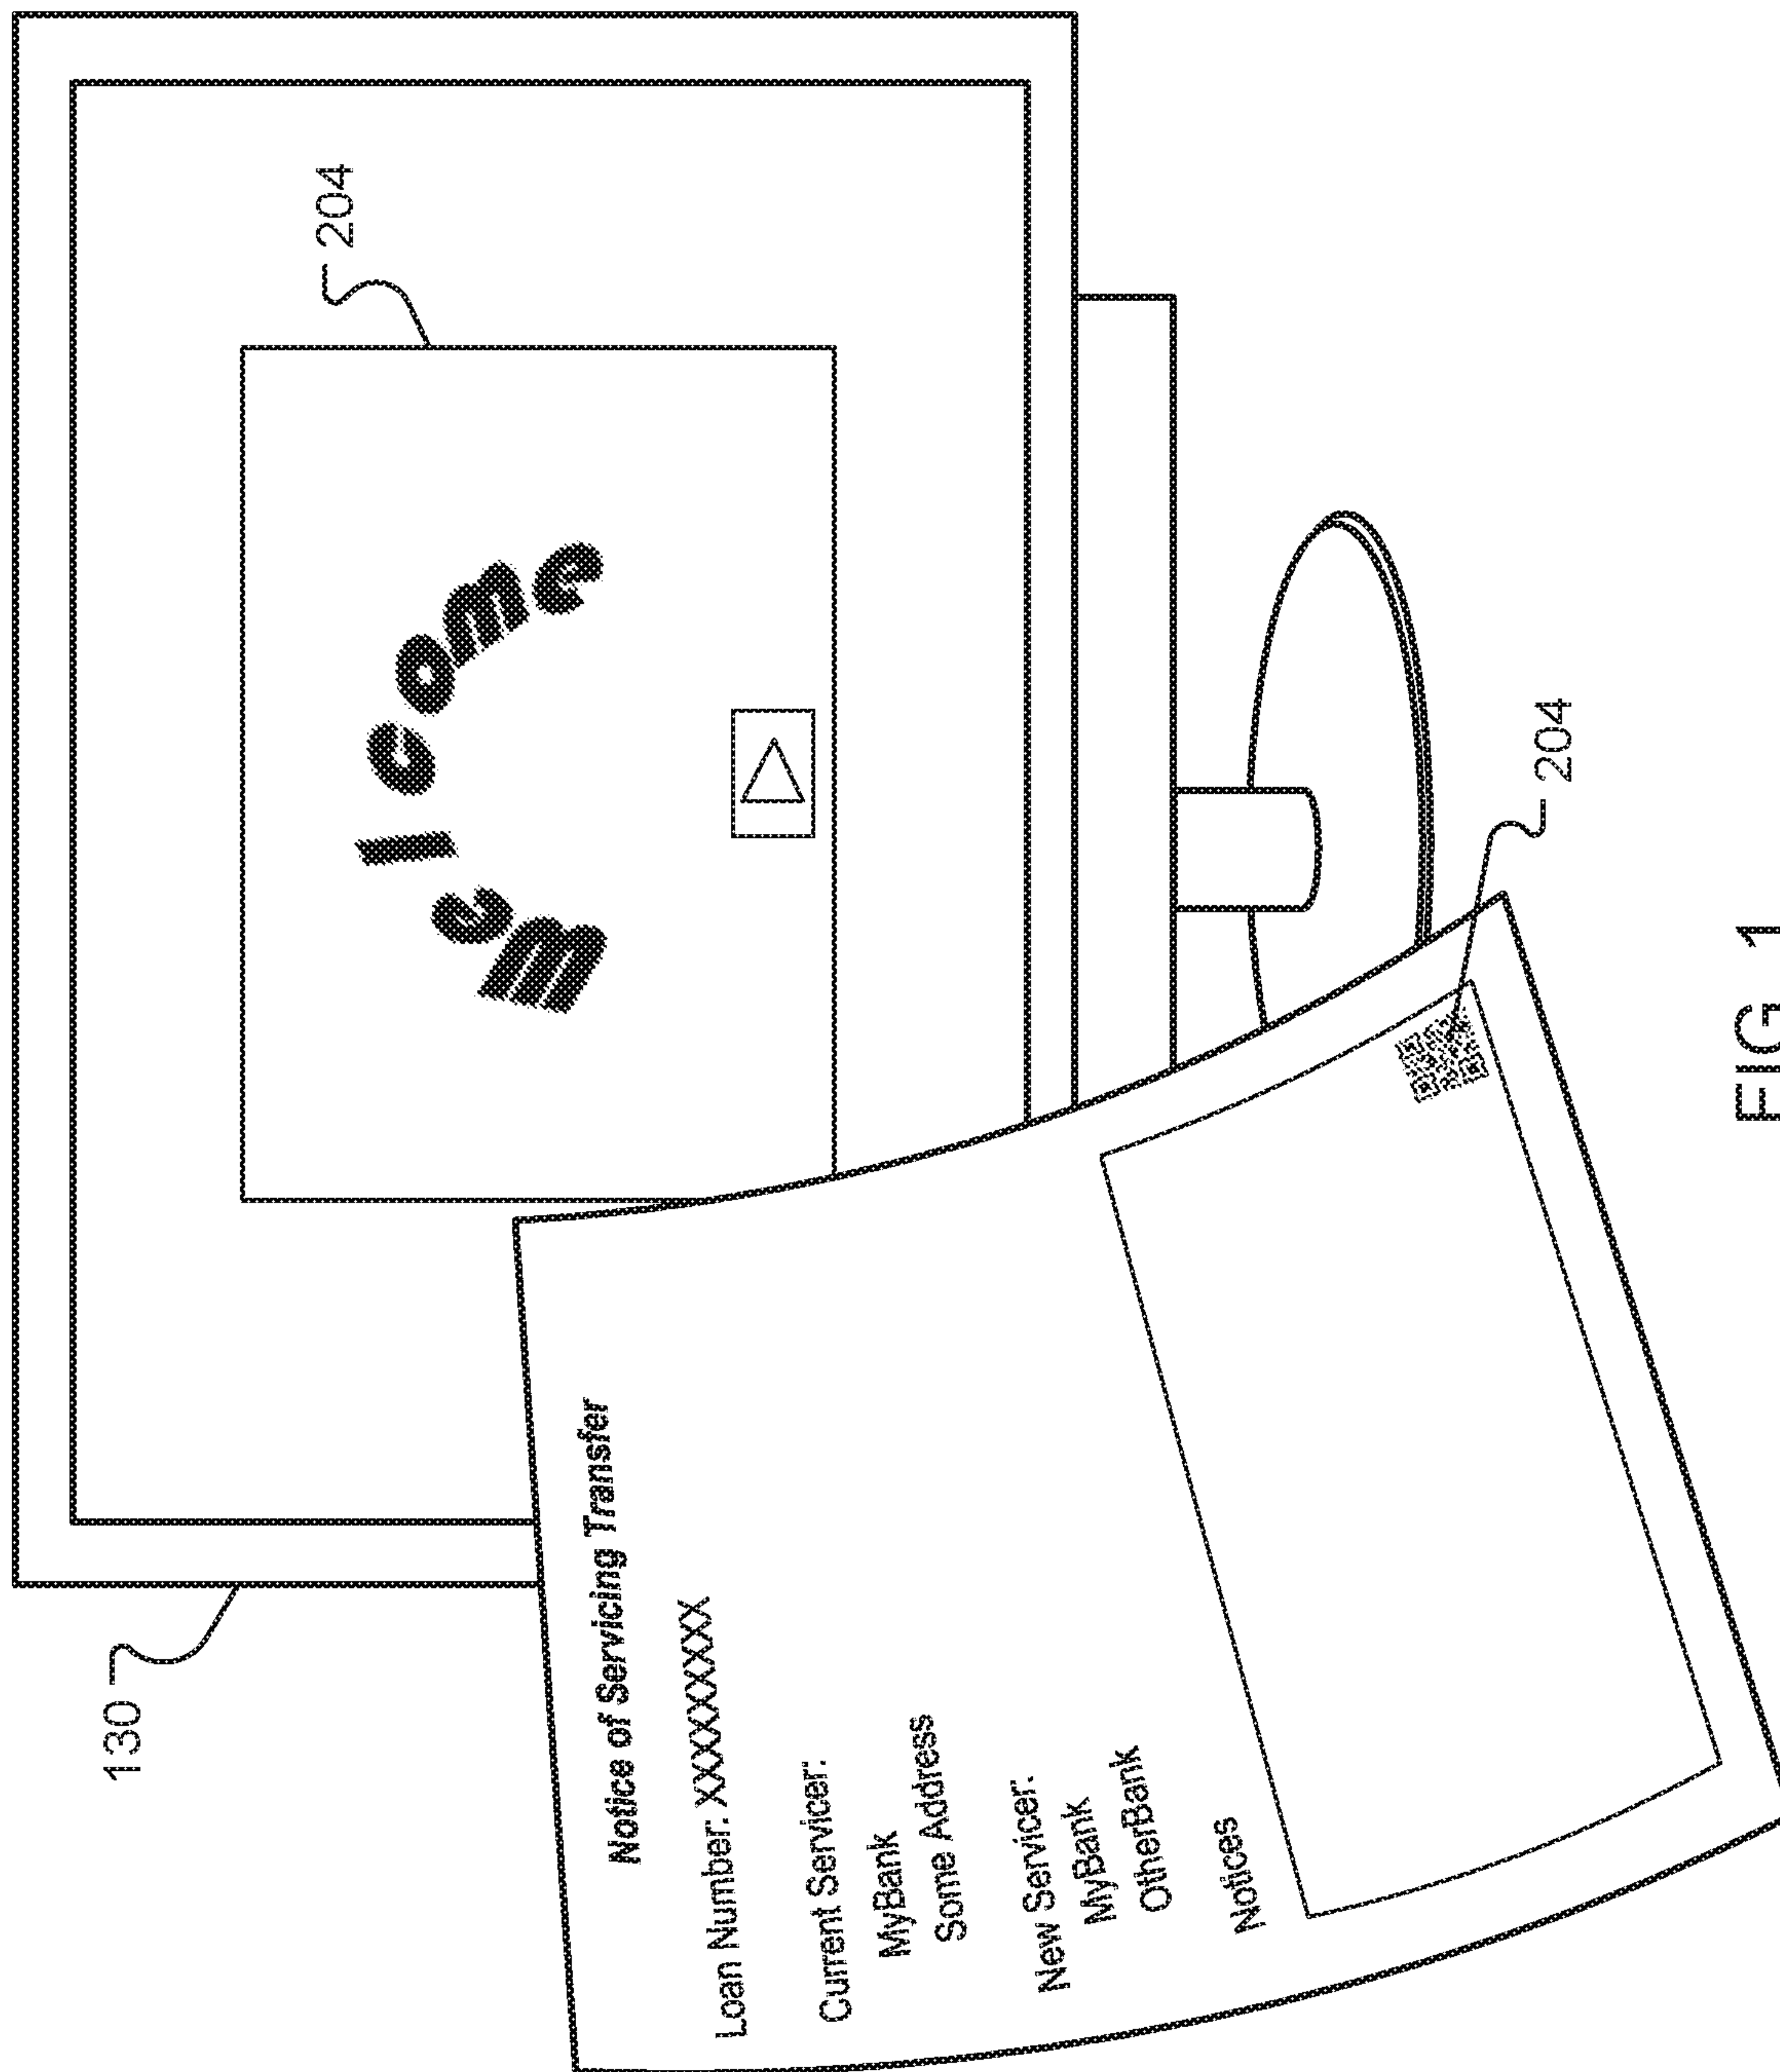 130
204
Welcome
Notice of Servicing Transfer
Loan Number: XXXXXXXX
Current Servicer:
MyBank
Some Address
New Servicer:
MyBank
OtherBank
Notices
204
FIG. 1